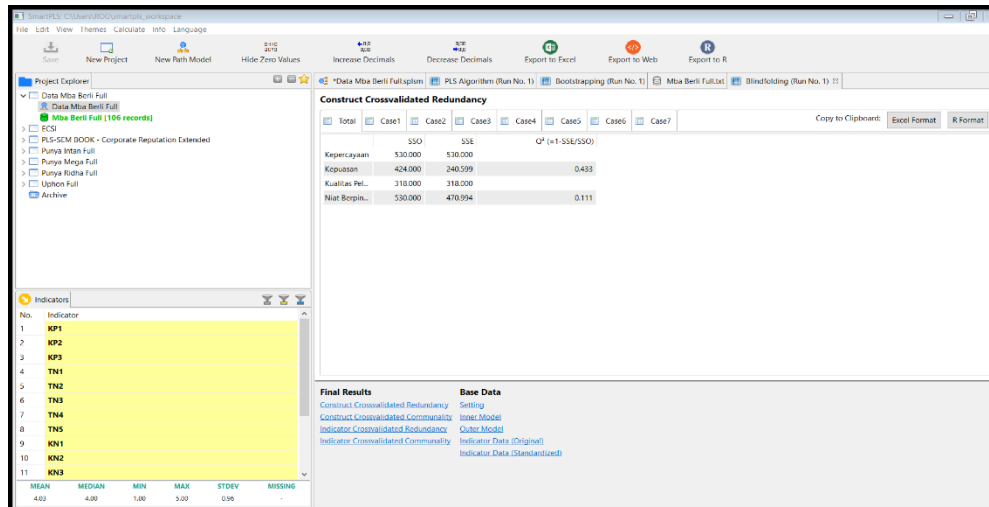 SmartPLS: C:\Users\ROG\smartpls_workspace
File Edit View Themes Calculate Info Language
Save New Project New Path Model Hide Zero Values Increase Decimals Decrease Decimals Export to Excel Export to Web Export to R
Project Explorer
Data Mba Berli Full
Data Mba Berli Full
Mba Berli Full [106 records]
ECSI
PLS-SEM BOOK - Corporate Reputation Extended
Punya Intan Full
Punya Mega Full
Punya Ridha Full
Uphon Full
Archive
*Data Mba Berli Full.splsm PLS Algorithm (Run No. 1) Bootstrapping (Run No. 1) Mba Berli Full.txt Blindfolding (Run No. 1)
Construct Crossvalidated Redundancy
Total Case1 Case2 Case3 Case4 Case5 Case6 Case7 Copy to Clipboard: Excel Format R Format
SSO SSE Q² (=1-SSE/SSO)
Kepercayaan 530.000 530.000
Kepuasan 424.000 240.599 0.433
Kualitas Pel... 318.000 318.000
Niat Berpin... 530.000 470.994 0.111
Indicators
No. Indicator
1 KP1
2 KP2
3 KP3
4 TN1
5 TN2
6 TN3
7 TN4
8 TN5
9 KN1
10 KN2
11 KN3
MEAN MEDIAN MIN MAX STDEV MISSING
4.03 4.00 1.00 5.00 0.96 -
Final Results Base Data
Construct Crossvalidated Redundancy Setting
Construct Crossvalidated Communality Inner Model
Indicator Crossvalidated Redundancy Outer Model
Indicator Crossvalidated Communality Indicator Data (Original)
Indicator Data (Standardized)